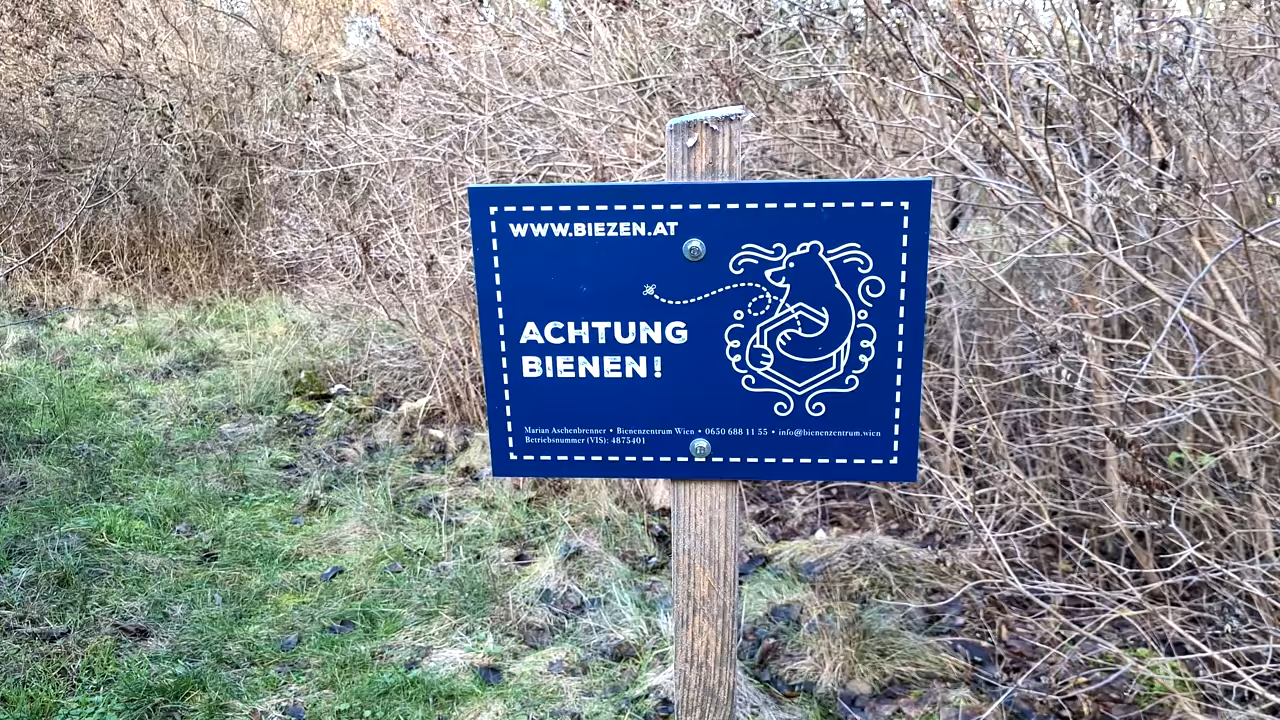 WWW.BIEZEN.AT
ACHTUNG
BIENEN!
Marian Aschenbrenner • Bienenzentrum Wien • 0650 688 11 55 • info@bienenzentrum.wien
Betriebsnummer (VIS): 4875401